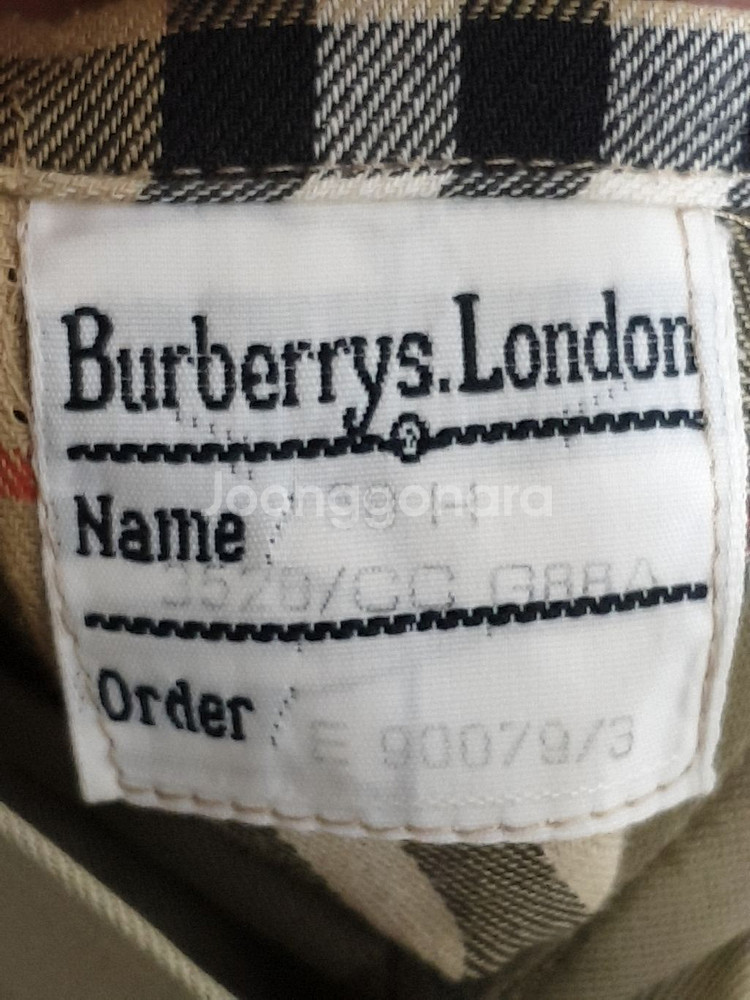 Burberrys.London
Joonggonara
Name
Order
E 90079/3